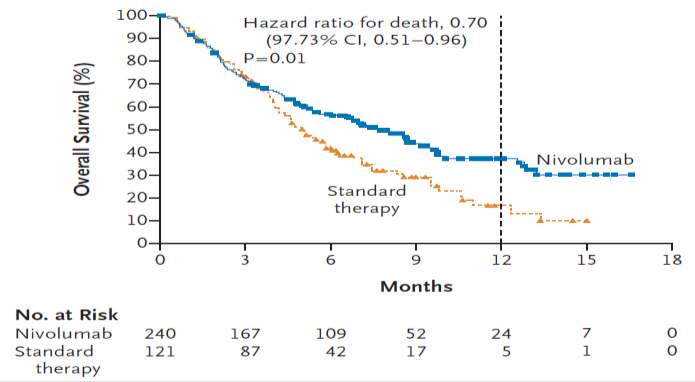 Hazard ratio for death, 0.70
(97.73% CI, 0.51–0.96)
P=0.01
Overall Survival (%)
100
90
80
70
60
50
40
30
20
10
0
Nivolumab
Standard
therapy
0 3 6 9 12 15 18
Months
No. at Risk
Nivolumab 240 167 109 52 24 7 0
Standard 121 87 42 17 5 1 0
therapy